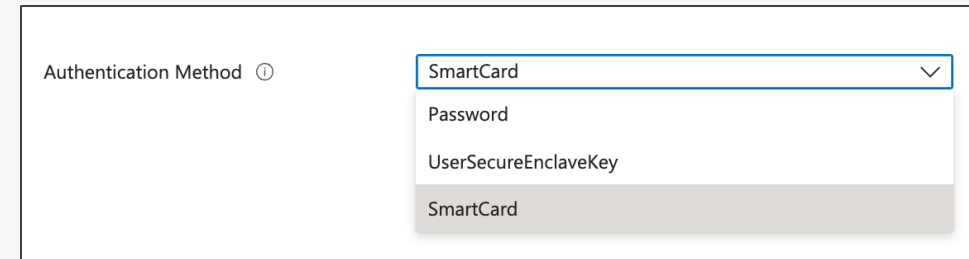 Authentication Method
SmartCard
Password
UserSecureEnclaveKey
SmartCard